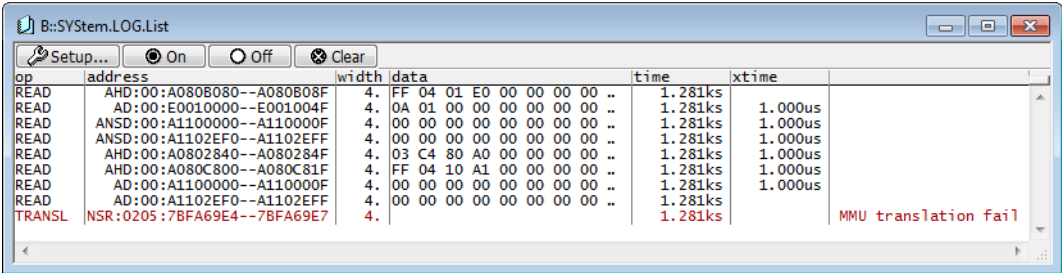 B::SYStem.LOG.List
Setup... On Off Clear
op address width data time xtime
READ AHD:00:A080B080--A080B08F 4. FF 04 01 E0 00 00 00 00 .. 1.281ks
READ AD:00:E0010000--E001004F 4. 0A 01 00 00 00 00 00 00 .. 1.281ks 1.000us
READ ANSD:00:A1100000--A110000F 4. 00 00 00 00 00 00 00 00 .. 1.281ks 1.000us
READ ANSD:00:A1102EF0--A1102EFF 4. 00 00 00 00 00 00 00 00 .. 1.281ks 1.000us
READ AHD:00:A0802840--A080284F 4. 03 C4 80 A0 00 00 00 00 .. 1.281ks 1.000us
READ AHD:00:A080C800--A080C81F 4. FF 04 10 A1 00 00 00 00 .. 1.281ks 1.000us
READ AD:00:A1100000--A110000F 4. 00 00 00 00 00 00 00 00 .. 1.281ks 1.000us
READ AD:00:A1102EF0--A1102EFF 4. 00 00 00 00 00 00 00 00 .. 1.281ks
TRANSL NSR:0205:7BFA69E4--7BFA69E7 4. 1.281ks MMU translation fail